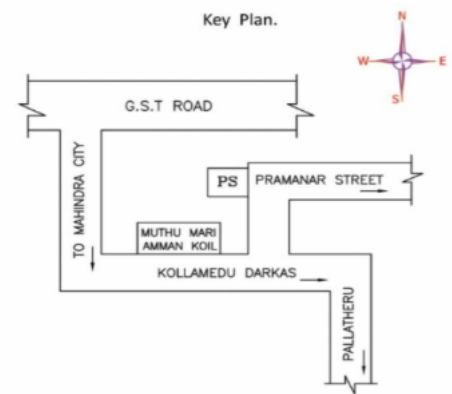 Key Plan.
N
W
E
S
G.S.T ROAD
TO MAHINDRA CITY
PS
PRAMANAR STREET
MUTHU MARI
AMMAN KOIL
KOLLAMEDU DARKAS
PALLATHERU